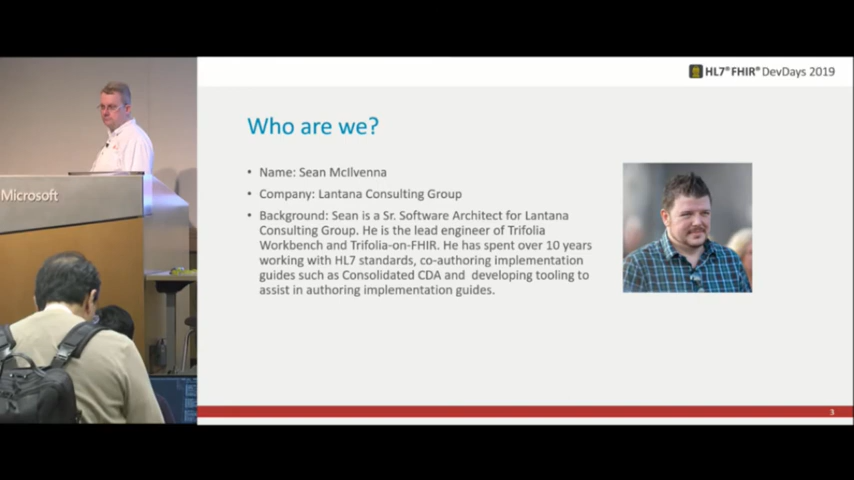 HL7® FHIR® DevDays 2019
Who are we?
• Name: Sean McIlvenna
• Company: Lantana Consulting Group
• Background: Sean is a Sr. Software Architect for Lantana
Consulting Group. He is the lead engineer of Trifolia
Workbench and Trifolia-on-FHIR. He has spent over 10 years
working with HL7 standards, co-authoring implementation
guides such as Consolidated CDA and developing tooling to
assist in authoring implementation guides.
Microsoft
3